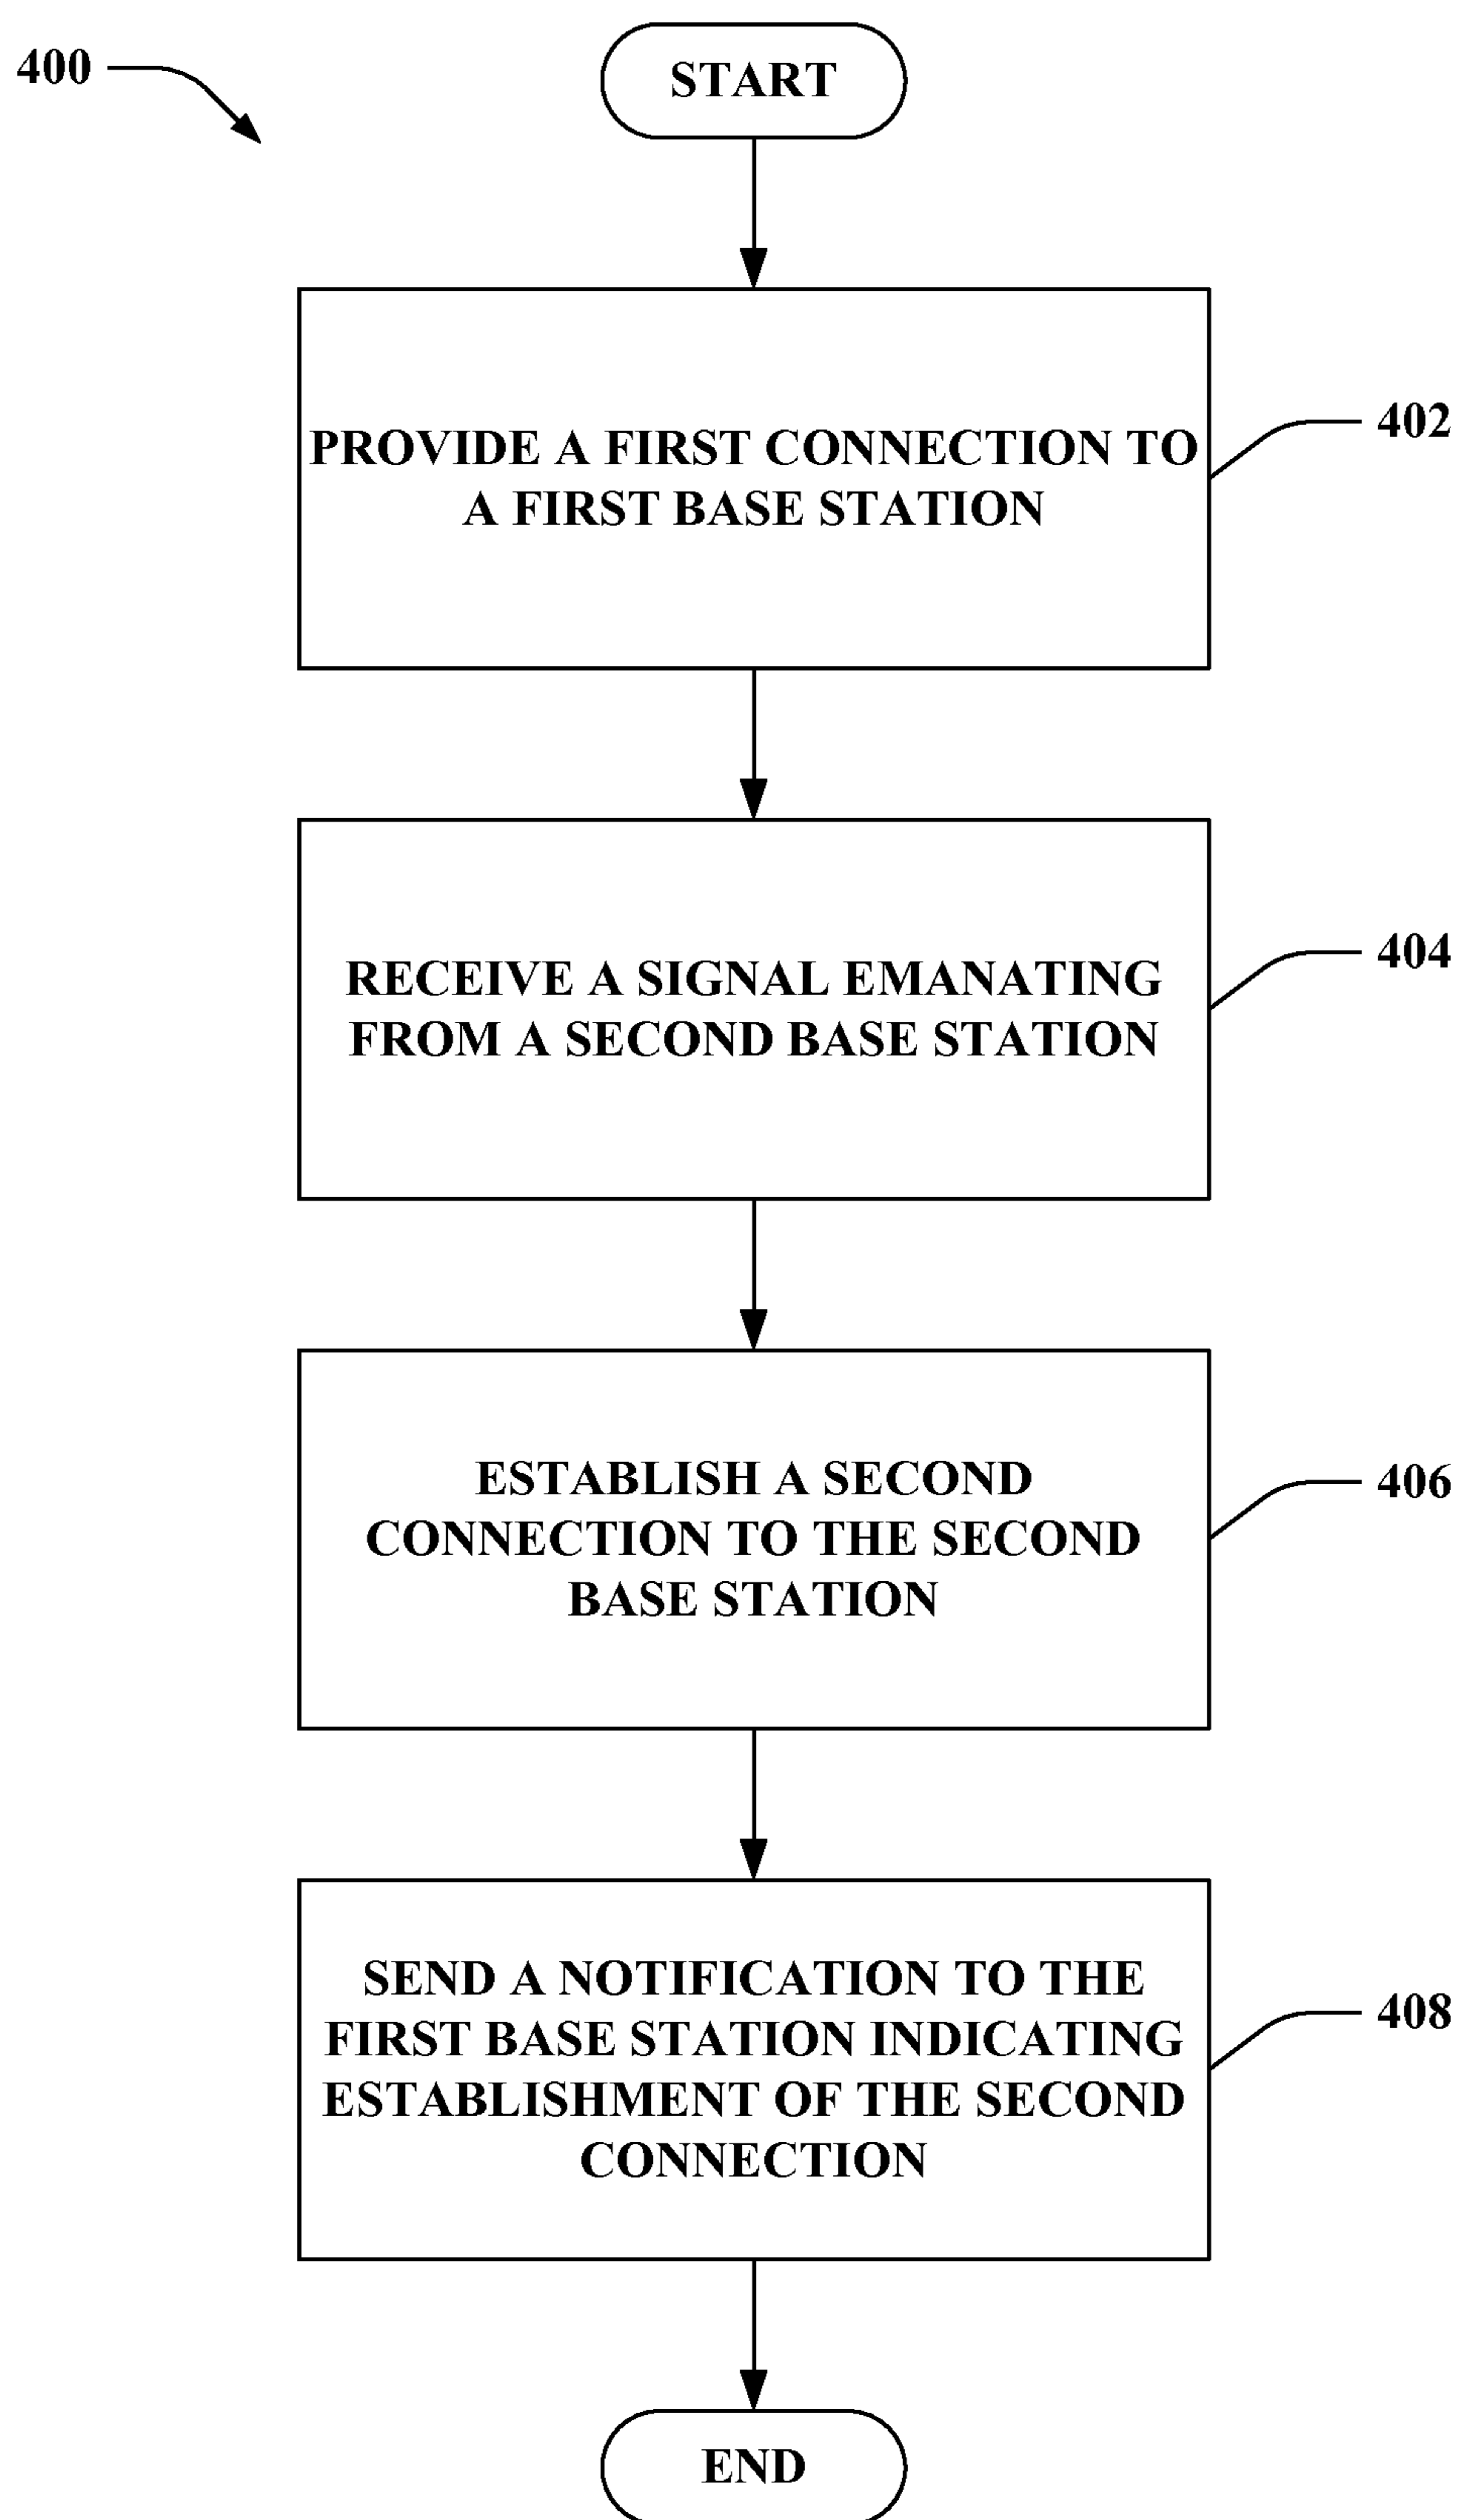 400
START
PROVIDE A FIRST CONNECTION TO
A FIRST BASE STATION
402
RECEIVE A SIGNAL EMANATING
FROM A SECOND BASE STATION
404
ESTABLISH A SECOND
CONNECTION TO THE SECOND
BASE STATION
406
SEND A NOTIFICATION TO THE
FIRST BASE STATION INDICATING
ESTABLISHMENT OF THE SECOND
CONNECTION
408
END